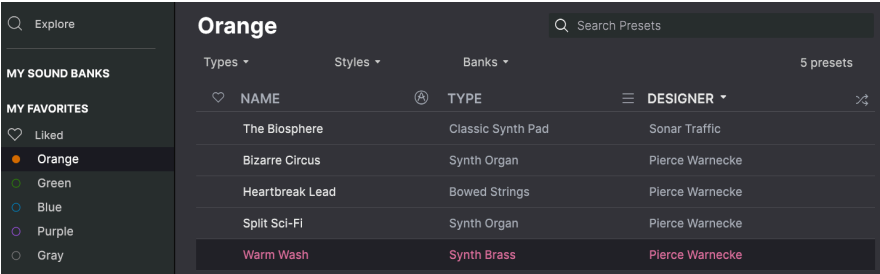 Explore
MY SOUND BANKS
MY FAVORITES
Liked
Orange
Green
Blue
Purple
Gray
Orange
Search Presets
Types Styles Banks 5 presets
NAME TYPE DESIGNER
The Biosphere Classic Synth Pad Sonar Traffic
Bizarre Circus Synth Organ Pierce Warnecke
Heartbreak Lead Bowed Strings Pierce Warnecke
Split Sci-Fi Synth Organ Pierce Warnecke
Warm Wash Synth Brass Pierce Warnecke